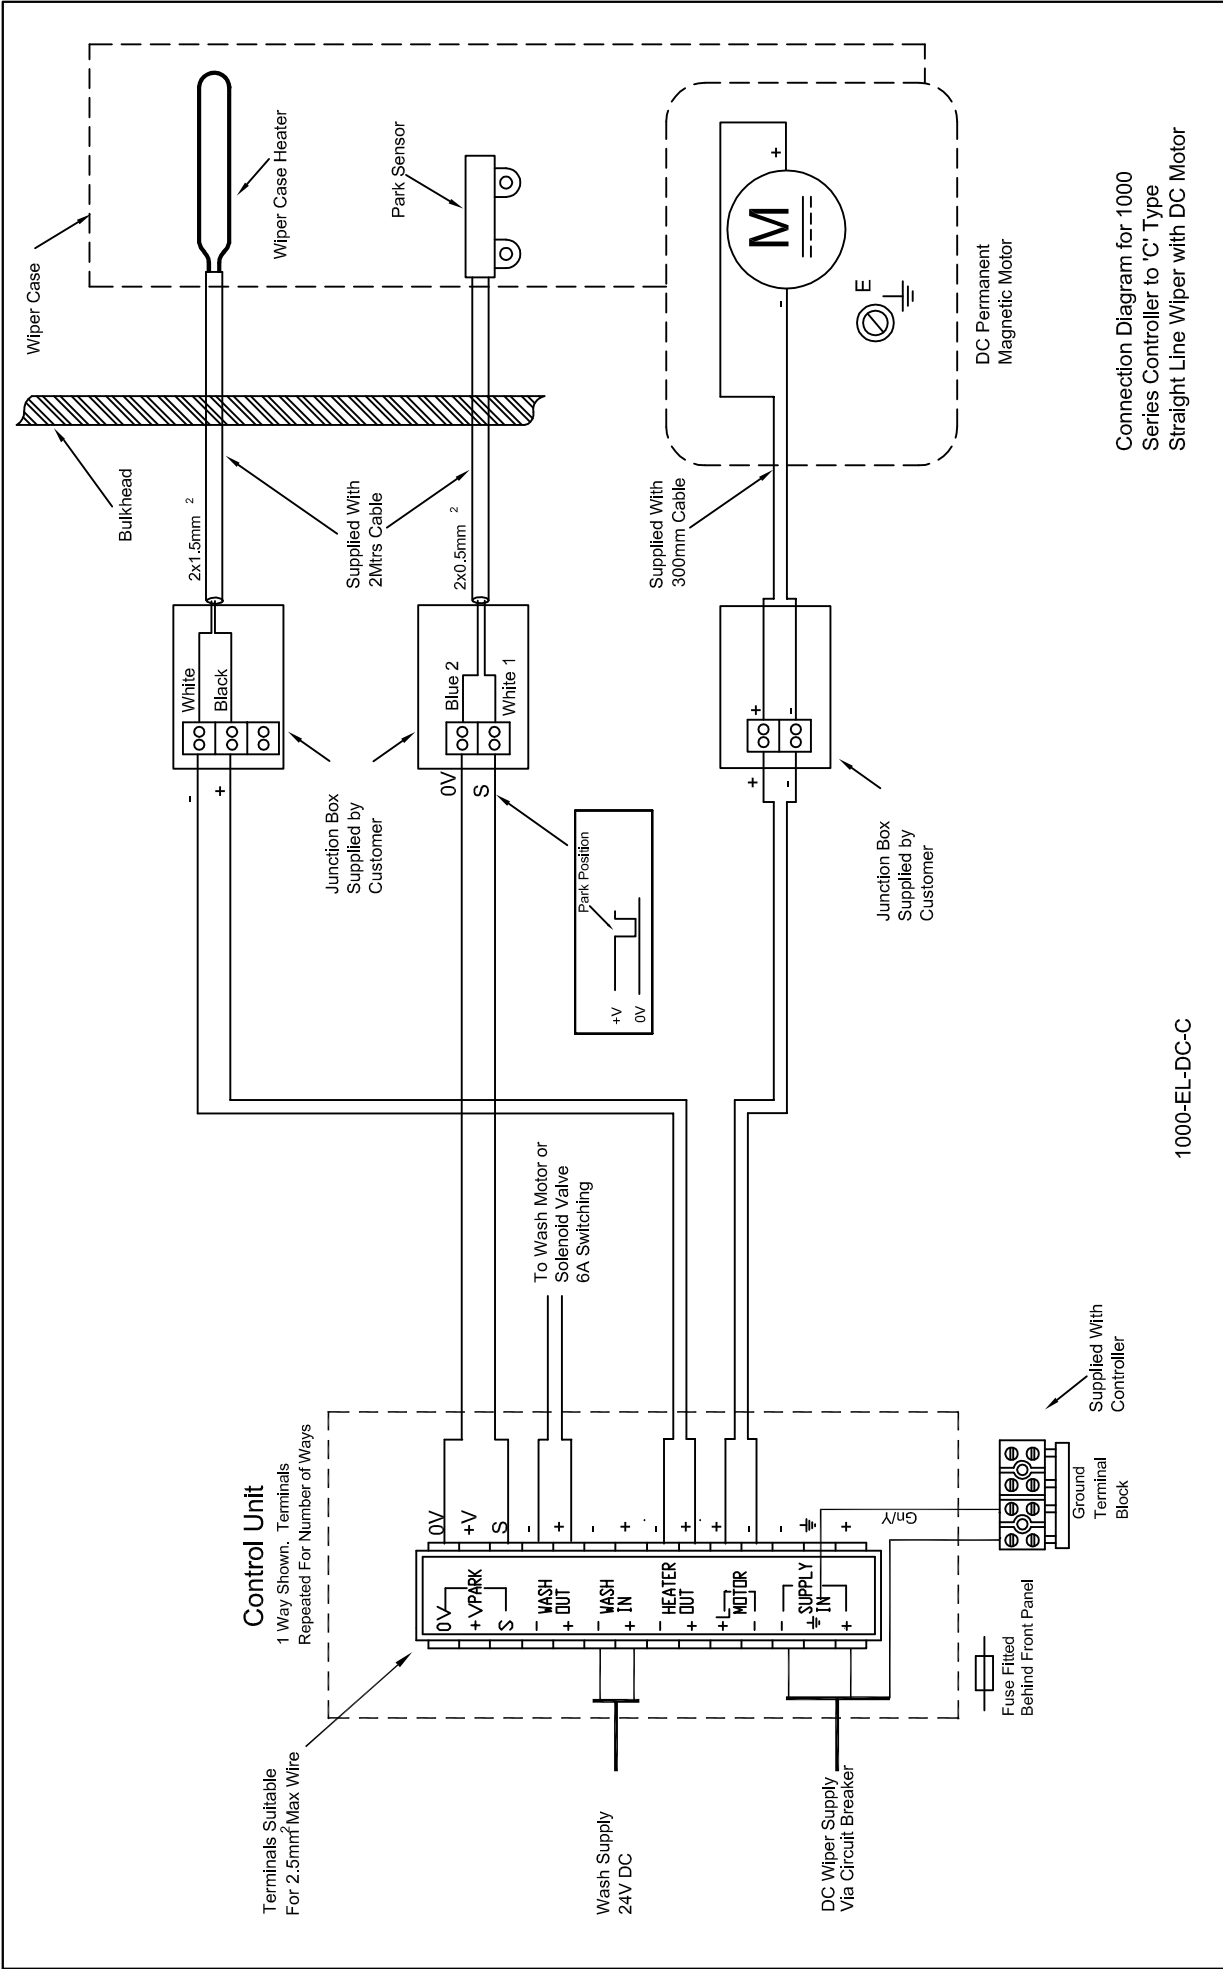 Control Unit
1 Way Shown. Terminals
Repeated For Number of Ways
Terminals Suitable
For 2.5mm² Max Wire
Wash Supply
24V DC
DC Wiper Supply
Via Circuit Breaker
0V
+V PARK
S
-
WASH
OUT
+
-
WASH
IN
+
-
HEATER
OUT
+
+
MOTOR
-
-
SUPPLY
IN
+
0V
+V
S
-
+
-
+
-
+
+
-
-
+
Gn/Y
Fuse Fitted
Behind Front Panel
Ground
Terminal
Block
Supplied With
Controller
To Wash Motor or
Solenoid Valve
6A Switching
Park Position
+V
0V
-
+
0V
S
+
-
Junction Box
Supplied by
Customer
Junction Box
Supplied by
Customer
White
Black
Blue 2
White 1
+
-
2x1.5mm²
2x0.5mm²
Supplied With
2Mtrs Cable
Supplied With
300mm Cable
Bulkhead
Wiper Case
Wiper Case Heater
Park Sensor
M
+
-
E
DC Permanent
Magnetic Motor
Connection Diagram for 1000
Series Controller to 'C' Type
Straight Line Wiper with DC Motor
1000-EL-DC-C